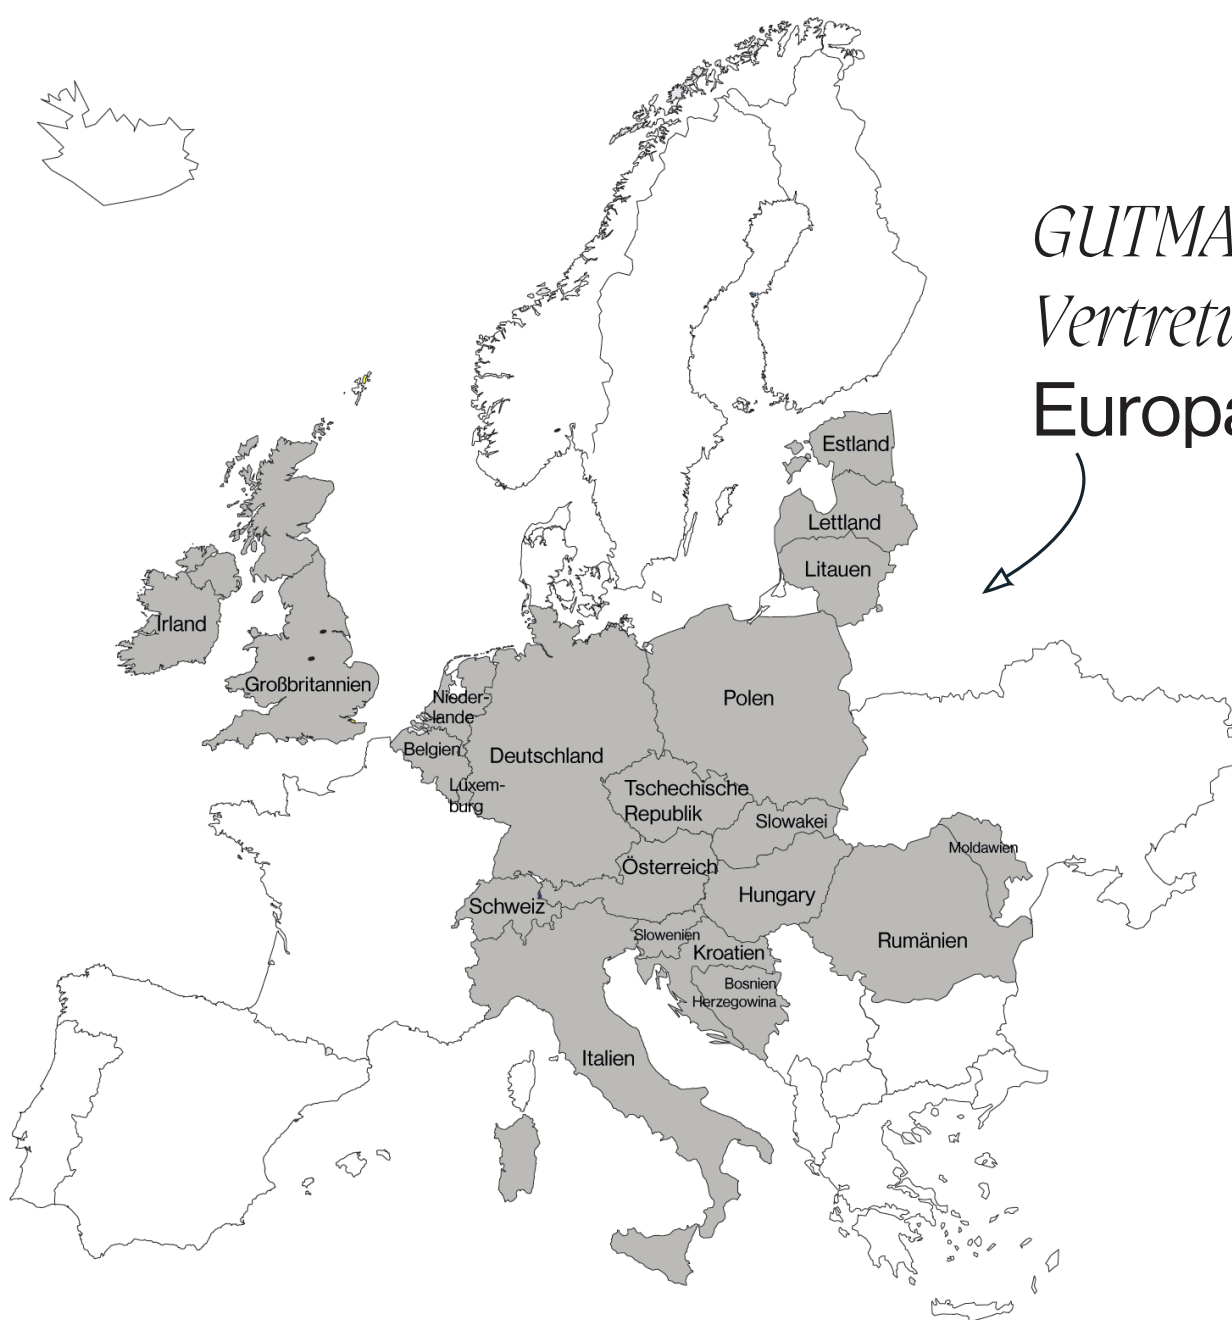 GUTMA
Vertretu
Europa
Estland
Lettland
Litauen
Irland
Großbritannien
Nieder-
lande
Belgien
Luxem-
burg
Deutschland
Polen
Tschechische
Republik
Slowakei
Österreich
Moldawien
Hungary
Schweiz
Rumänien
Slowenien
Kroatien
Bosnien
- Herzegowina
Italien